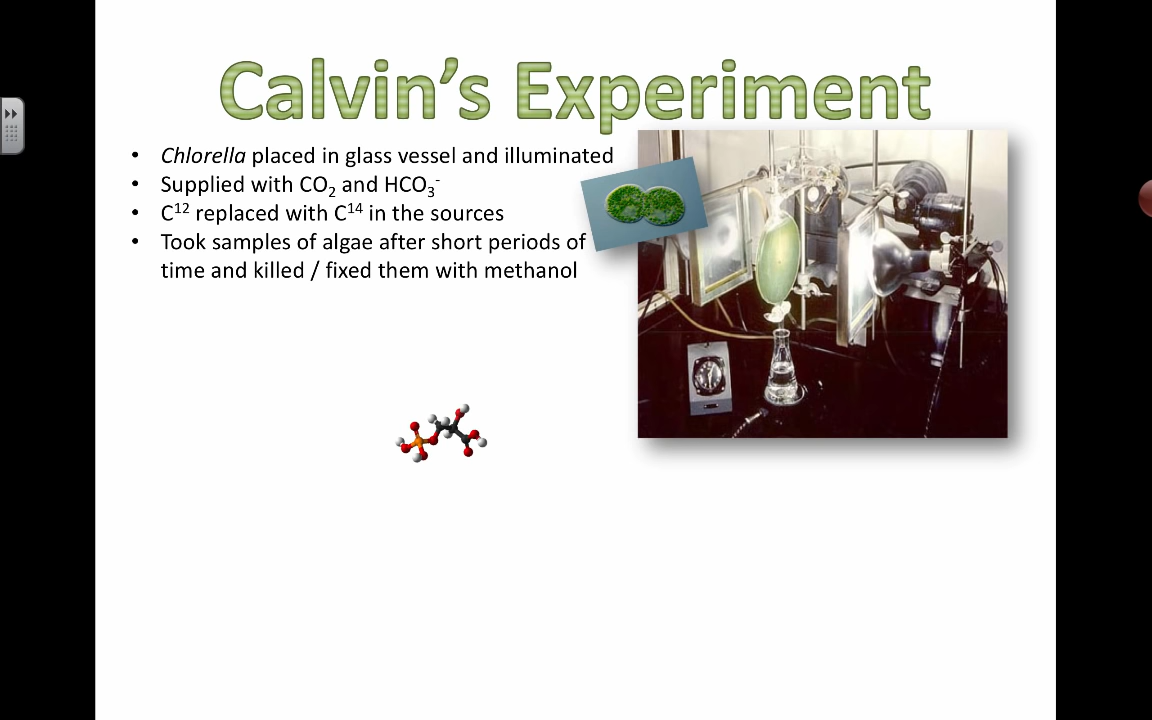 Calvin’s Experiment
• Chlorella placed in glass vessel and illuminated
• Supplied with CO₂ and HCO₃⁻
• C¹² replaced with C¹⁴ in the sources
• Took samples of algae after short periods of
time and killed / fixed them with methanol